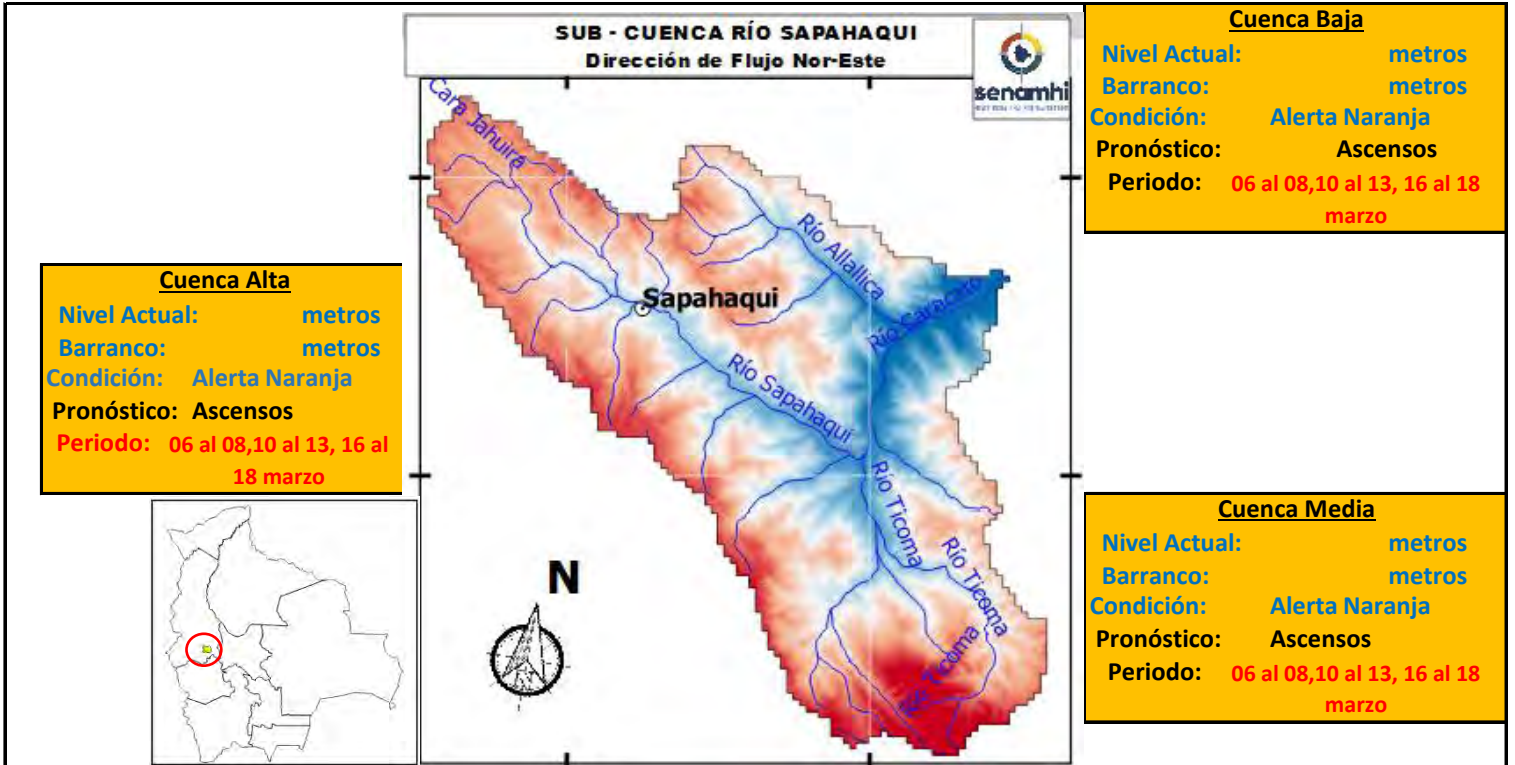 SUB - CUENCA RÍO SAPAHAQUI
Dirección de Flujo Nor-Este
senamhi
Cuenca Baja
Nivel Actual: metros
Barranco: metros
Condición: Alerta Naranja
Pronóstico: Ascensos
Periodo: 06 al 08,10 al 13, 16 al 18
marzo
Cuenca Alta
Nivel Actual: metros
Barranco: metros
Condición: Alerta Naranja
Pronóstico: Ascensos
Periodo: 06 al 08,10 al 13, 16 al
18 marzo
Cara Jahuira
Río Allallica
Sapahaqui
Río Caracato
Río Sapahaqui
Río Ticoma
Río Ticoma
Río Ticoma
N
Cuenca Media
Nivel Actual: metros
Barranco: metros
Condición: Alerta Naranja
Pronóstico: Ascensos
Periodo: 06 al 08,10 al 13, 16 al 18
marzo